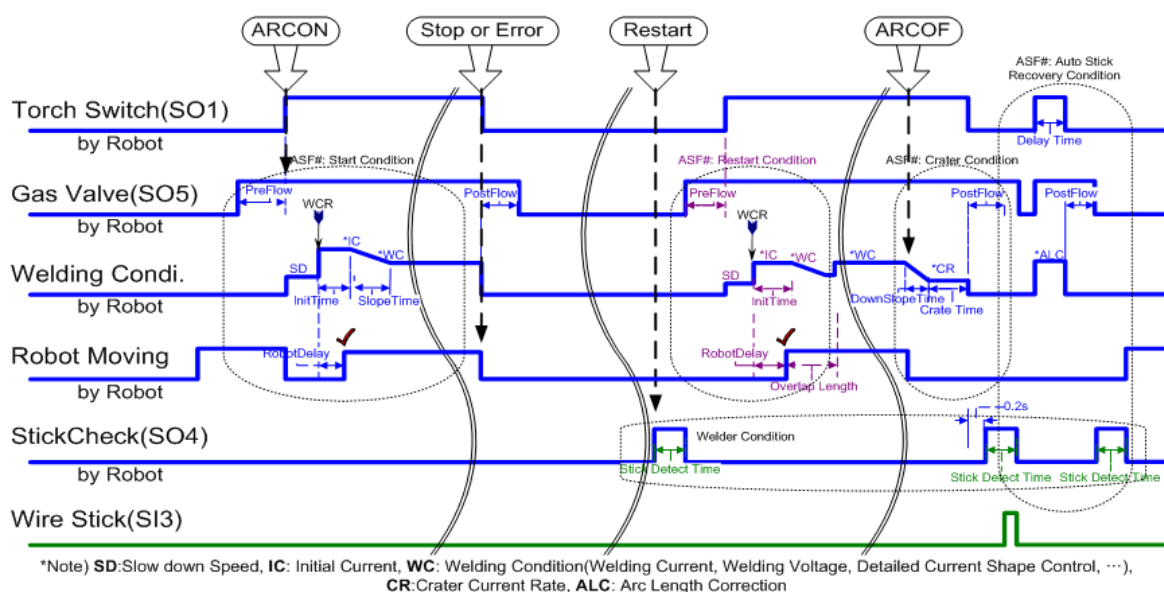 ARCON
Stop or Error
Restart
ARCOF
ASF#: Auto Stick
Recovery Condition
Torch Switch(SO1)
by Robot
Delay Time
ASF#: Start Condition
ASF#: Restart Condition
ASF#: Crater Condition
Gas Valve(SO5)
by Robot
PreFlow
PostFlow
PreFlow
PostFlow
PostFlow
WCR
WCR
Welding Condi.
by Robot
SD
*IC
*WC
InitTime
SlopeTime
SD
*IC
*WC
InitTime
*WC
*CR
DownSlopeTime
Crate Time
*ALC
Robot Moving
by Robot
RobotDelay
RobotDelay
Overlap Length
StickCheck(SO4)
by Robot
Welder Condition
0.2s
Stick Detect Time
Stick Detect Time
Stick Detect Time
Wire Stick(SI3)
*Note) SD:Slow down Speed, IC: Initial Current, WC: Welding Condition(Welding Current, Welding Voltage, Detailed Current Shape Control, ⋯),
CR:Crater Current Rate, ALC: Arc Length Correction